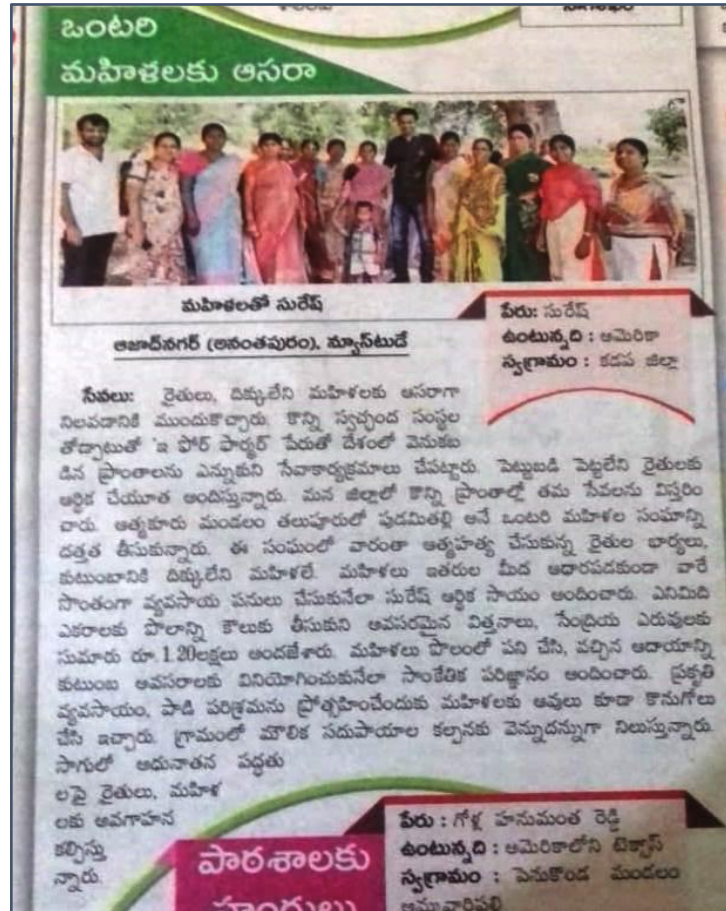 ఒంటరి
మహిళలకు ఆసరా
మహిళలతో సురేష్
పేరు: సురేష్
ఉంటున్నది : అమెరికా
స్వగ్రామం : కడప జిల్లా
ఆజాద్‌నగర్ (అనంతపురం), న్యూస్‌టుడే
సేవలు: రైతులు, దిక్కులేని మహిళలకు ఆసరాగా
నిలవడానికి ముందుకొచ్చారు. కొన్ని స్వచ్ఛంద సంస్థల
తోడ్పాటుతో 'ఇ ఫోర్ ఫార్మర్' పేరుతో దేశంలో వెనుకబ
డిన ప్రాంతాలను ఎన్నుకుని సేవాకార్యక్రమాలు చేపట్టారు. పెట్టుబడి పెట్టలేని రైతులకు
ఆర్థిక చేయూత అందిస్తున్నారు. మన జిల్లాలో కొన్ని ప్రాంతాల్లో తమ సేవలను విస్తరిం
చారు. ఆత్మకూరు మండలం తలుపూరులో పుడమితల్లి అనే ఒంటరి మహిళల సంఘాన్ని
దత్తత తీసుకున్నారు. ఈ సంఘంలో వారంతా ఆత్మహత్య చేసుకున్న రైతుల భార్యలు,
కుటుంబానికి దిక్కులేని మహిళలే. మహిళలు ఇతరుల మీద ఆధారపడకుండా వారే
సొంతంగా వ్యవసాయ పనులు చేసుకునేలా సురేష్ ఆర్థిక సాయం అందించారు. ఎనిమిది
ఎకరాలకు పొలాన్ని కౌలుకు తీసుకుని అవసరమైన విత్తనాలు, సేంద్రియ ఎరువులకు
సుమారు రూ.1.20లక్షలు అందజేశారు. మహిళలు పొలంలో పని చేసి, వచ్చిన ఆదాయాన్ని
కుటుంబ అవసరాలకు వినియోగించుకునేలా సాంకేతిక పరిజ్ఞానం అందించారు. ప్రకృతి
వ్యవసాయం, పాడి పరిశ్రమను ప్రోత్సహించేందుకు మహిళలకు ఆవులు కూడా కొనుగోలు
చేసి ఇచ్చారు. గ్రామంలో మౌలిక సదుపాయాల కల్పనకు వెన్నుదన్నుగా నిలుస్తున్నారు.
సాగులో అధునాతన పద్ధతు
లపై రైతులు, మహిళ
లకు అవగాహన
కల్పిస్తు
న్నారు.
పాఠశాలకు
పేరు : గోళ్ల హనుమంత రెడ్డి
ఉంటున్నది : అమెరికాలోని టెక్సాస్
స్వగ్రామం : పెనుకొండ మండలం